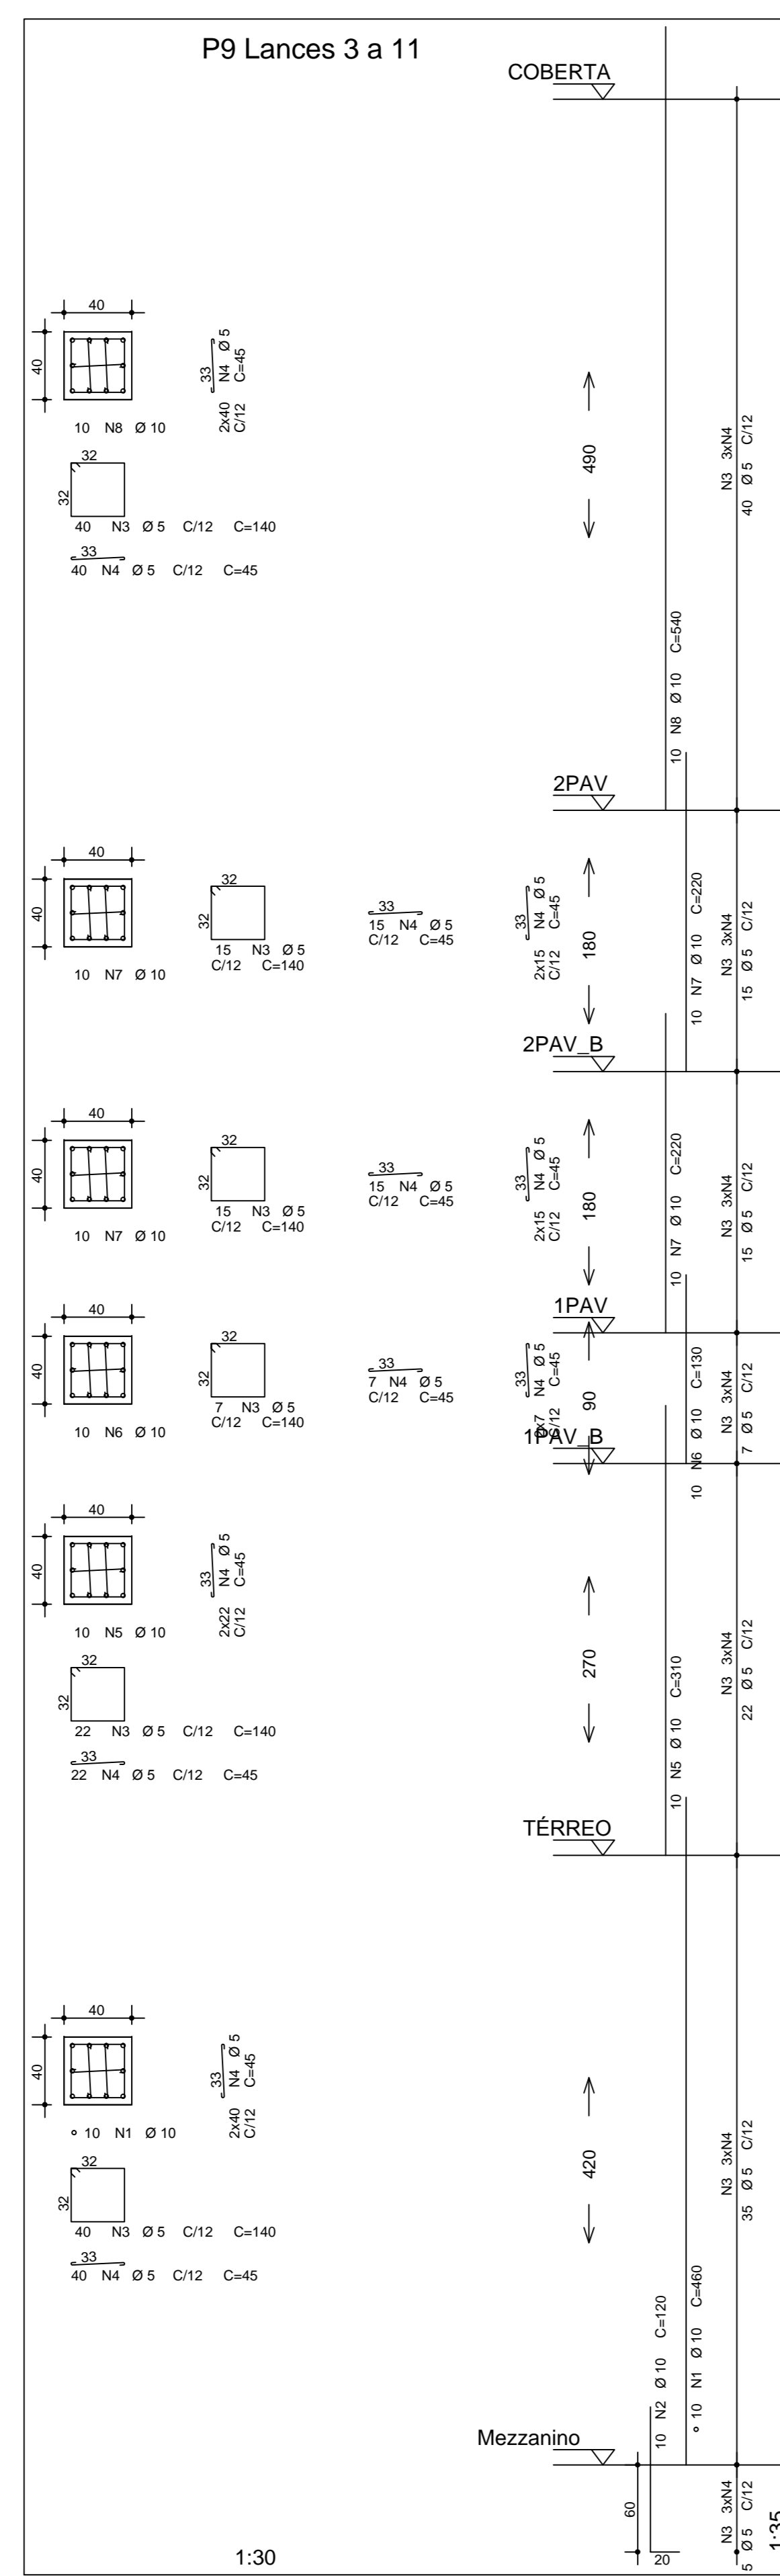 P9 Lances 3 a 11
COBERTA
40
40
10 N8 Ø 10
33
N4 Ø 5
C=45
2x40
C/12
32
32
40 N3 Ø 5 C/12 C=140
33
40 N4 Ø 5 C/12 C=45
490
N3 3xN4
40 Ø 5 C/12
10 N8 Ø 10 C=540
2PAV
40
40
10 N7 Ø 10
32
32
15 N3 Ø 5
C/12 C=140
33
15 N4 Ø 5
C/12 C=45
33
N4 Ø 5
C=45
2x15
C/12
180
10 N7 Ø 10 C=220
N3 3xN4
15 Ø 5 C/12
2PAV_B
40
40
10 N7 Ø 10
32
32
15 N3 Ø 5
C/12 C=140
33
15 N4 Ø 5
C/12 C=45
33
N4 Ø 5
C=45
2x15
C/12
180
10 N7 Ø 10 C=220
N3 3xN4
15 Ø 5 C/12
1PAV
40
40
10 N6 Ø 10
32
32
7 N3 Ø 5
C/12 C=140
33
7 N4 Ø 5
C/12 C=45
33
N4 Ø 5
C=45
2x7
C/12
90
10 N6 Ø 10 C=130
N3 3xN4
7 Ø 5 C/12
1PAV_B
40
40
10 N5 Ø 10
33
N4 Ø 5
C=45
2x22
C/12
32
32
22 N3 Ø 5 C/12 C=140
33
22 N4 Ø 5 C/12 C=45
270
10 N5 Ø 10 C=310
N3 3xN4
22 Ø 5 C/12
TÉRREO
40
40
10 N1 Ø 10
33
N4 Ø 5
C=45
2x40
C/12
32
32
40 N3 Ø 5 C/12 C=140
33
40 N4 Ø 5 C/12 C=45
420
N3 3xN4
35 Ø 5 C/12
10 N2 Ø 10 C=120
10 N1 Ø 10 C=460
Mezzanino
60
20
N3 3xN4
5 Ø 5 C/12
1:30
1:35